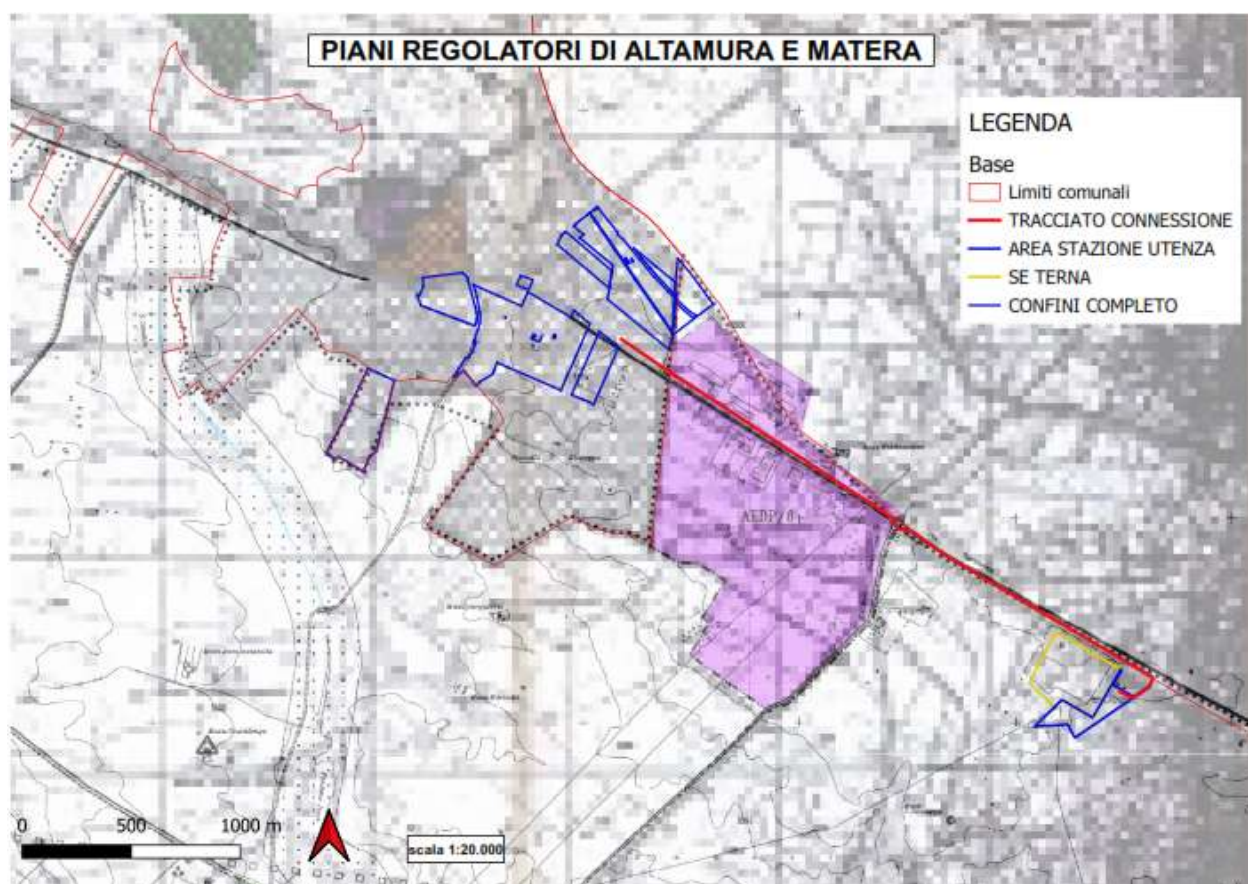 PIANI REGOLATORI DI ALTAMURA E MATERA
LEGENDA
Base
Limiti comunali
TRACCIATO CONNESSIONE
AREA STAZIONE UTENZA
SE TERNA
CONFINI COMPLETO
0 500 1000 m
scala 1:20.000